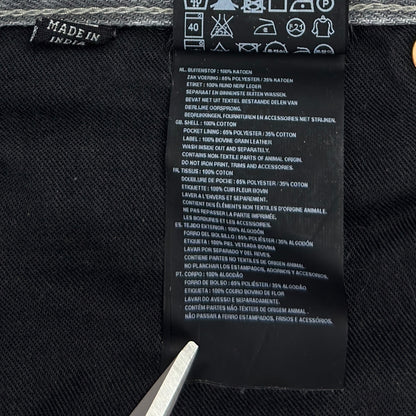 MADE IN
INDIA
40
NL. BUITENSTOF : 100% KATOEN
ZAK VOERING : 65% POLYESTER / 35% KATOEN
ETIKET : 100% RUND NERF LEDER
SEPARAAT EN BINNENSTE BUITEN WASSEN.
BEVAT NIET UIT TEXTIEL BESTAANDE DELEN VAN
DIERLIJKE OORSPRONG.
BEDRUKKINGEN, FOURNITUREN EN ACCESSOIRES NIET STRIJKEN.
GB. SHELL : 100% COTTON
POCKET LINING : 65% POLYESTER / 35% COTTON
LABEL : 100% BOVINE GRAIN LEATHER
WASH INSIDE OUT AND SEPARATELY.
CONTAINS NON-TEXTILE PARTS OF ANIMAL ORIGIN.
DO NOT IRON PRINT, TRIMS AND ACCESSORIES.
FR. TISSUS : 100% COTON
DOUBLURE DE POCHE : 65% POLYESTER / 35% COTON
ETIQUETTE : 100% CUIR FLEUR BOVIN
LAVER A L'ENVERS ET SEPAREMENT.
CONTIENT DES ÉLÉMENTS NON TEXTILES D'ORIGINE ANIMALE.
NE PAS REPASSER LA PARTIE IMPRIMÉE,
LES BORDURES ET LES ACCESSOIRES.
ES. TEJIDO EXTERIOR : 100% ALGODÓN
FORRO DEL BOLSILLO : 65% POLIÉSTER / 35% ALGODÓN
ETIQUETA : 100% PIEL VETEADA BOVINA
LAVAR POR SEPARADO Y DEL REVÉS.
CONTIENE PARTES NO TEXTILES DE ORIGEN ANIMAL.
NO PLANCHAR LOS ESTAMPADOS, ADORNOS Y ACCESORIOS.
PT. CORPO : 100% ALGODÃO
FORRO DE BOLSO : 65% POLIÉSTER / 35% ALGODÃO
ETIQUETA : 100% COURO BOVINO DE FLOR
LAVAR DO AVESSO E SEPARADAMENTE.
CONTÉM PARTES NÃO TÊXTEIS DE ORIGEM ANIMAL.
NÃO PASSAR A FERRO ESTAMPADOS, FRISOS E ACESSÓRIOS.